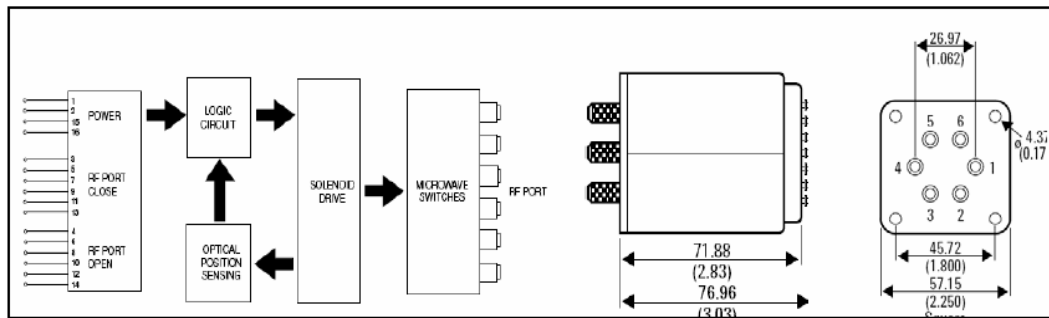 1
2
15
16
POWER
3
5
7
9
11
13
RF PORT
CLOSE
4
6
8
10
12
14
RF PORT
OPEN
LOGIC
CIRCUIT
OPTICAL
POSITION
SENSING
SOLENOID
DRIVE
MICROWAVE
SWITCHES
RF PORT
71.88
(2.83)
76.96
(3.03)
26.97
(1.062)
5 6
4 1
3 2
ø 4.37
(0.17
45.72
(1.800)
57.15
(2.250)
Square